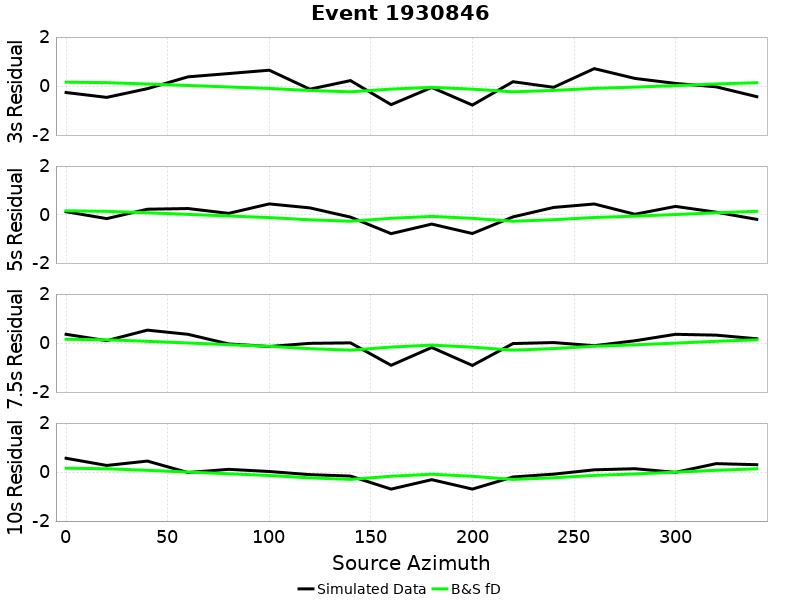 Event 1930846
3s Residual
2
0
-2
5s Residual
2
0
-2
7.5s Residual
2
0
-2
10s Residual
2
0
-2
0 50 100 150 200 250 300
Source Azimuth
Simulated Data B&S fD